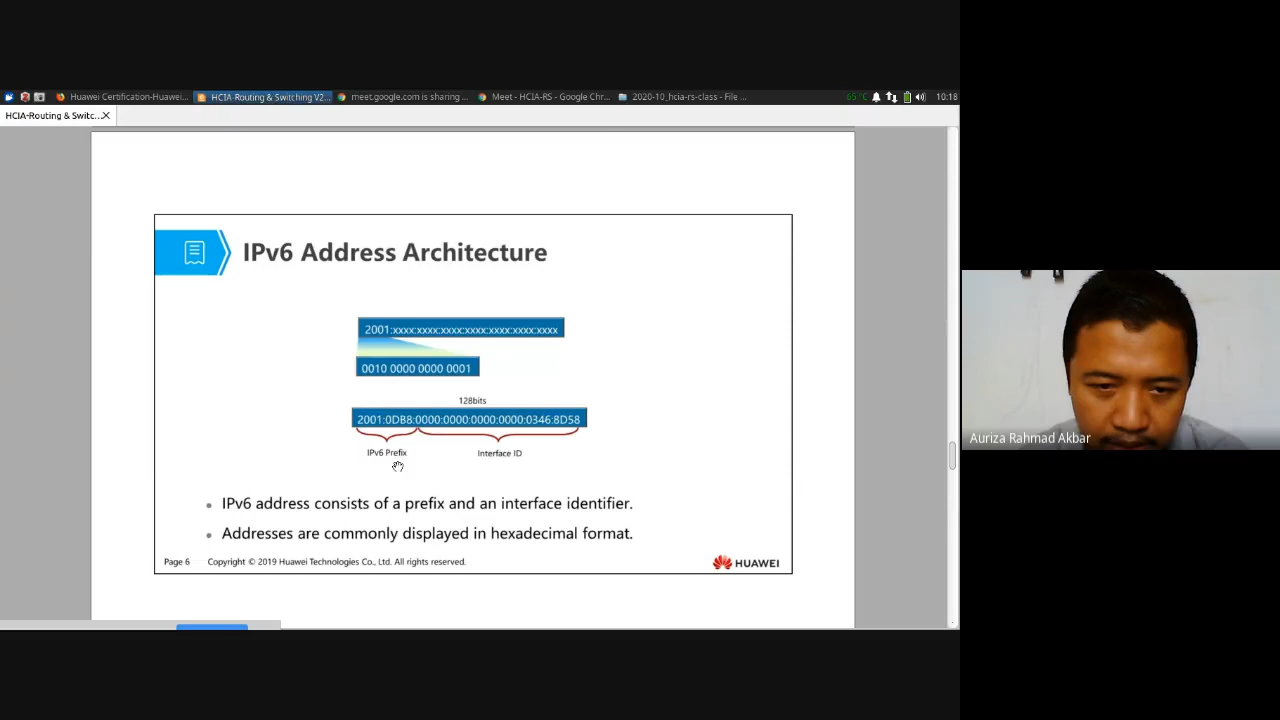 Huawei Certification-Huawei...
HCIA-Routing & Switching V2...
meet.google.com is sharing ...
Meet - HCIA-RS - Google Chr...
2020-10_hcia-rs-class - File ...
65°C
10:18
HCIA-Routing & Switc...
IPv6 Address Architecture
2001:xxxx:xxxx:xxxx:xxxx:xxxx:xxxx:xxxx
0010 0000 0000 0001
128bits
2001:0DB8:0000:0000:0000:0000:0346:8D58
IPv6 Prefix
Interface ID
• IPv6 address consists of a prefix and an interface identifier.
• Addresses are commonly displayed in hexadecimal format.
Page 6
Copyright © 2019 Huawei Technologies Co., Ltd. All rights reserved.
HUAWEI
Auriza Rahmad Akbar